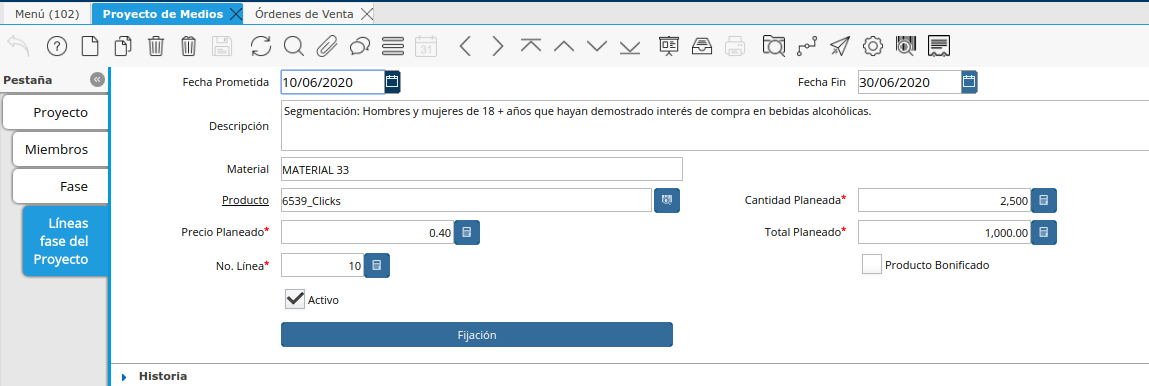 Menú (102)
Proyecto de Medios
Órdenes de Venta
31
Pestaña
Proyecto
Miembros
Fase
Líneas
fase del
Proyecto
Fecha Prometida 10/06/2020 Fecha Fin 30/06/2020
Descripción Segmentación: Hombres y mujeres de 18 + años que hayan demostrado interés de compra en bebidas alcohólicas.
Material MATERIAL 33
Producto 6539_Clicks Cantidad Planeada* 2,500
Precio Planeado* 0.40 Total Planeado* 1,000.00
No. Línea* 10 Producto Bonificado
Activo
Fijación
Historia